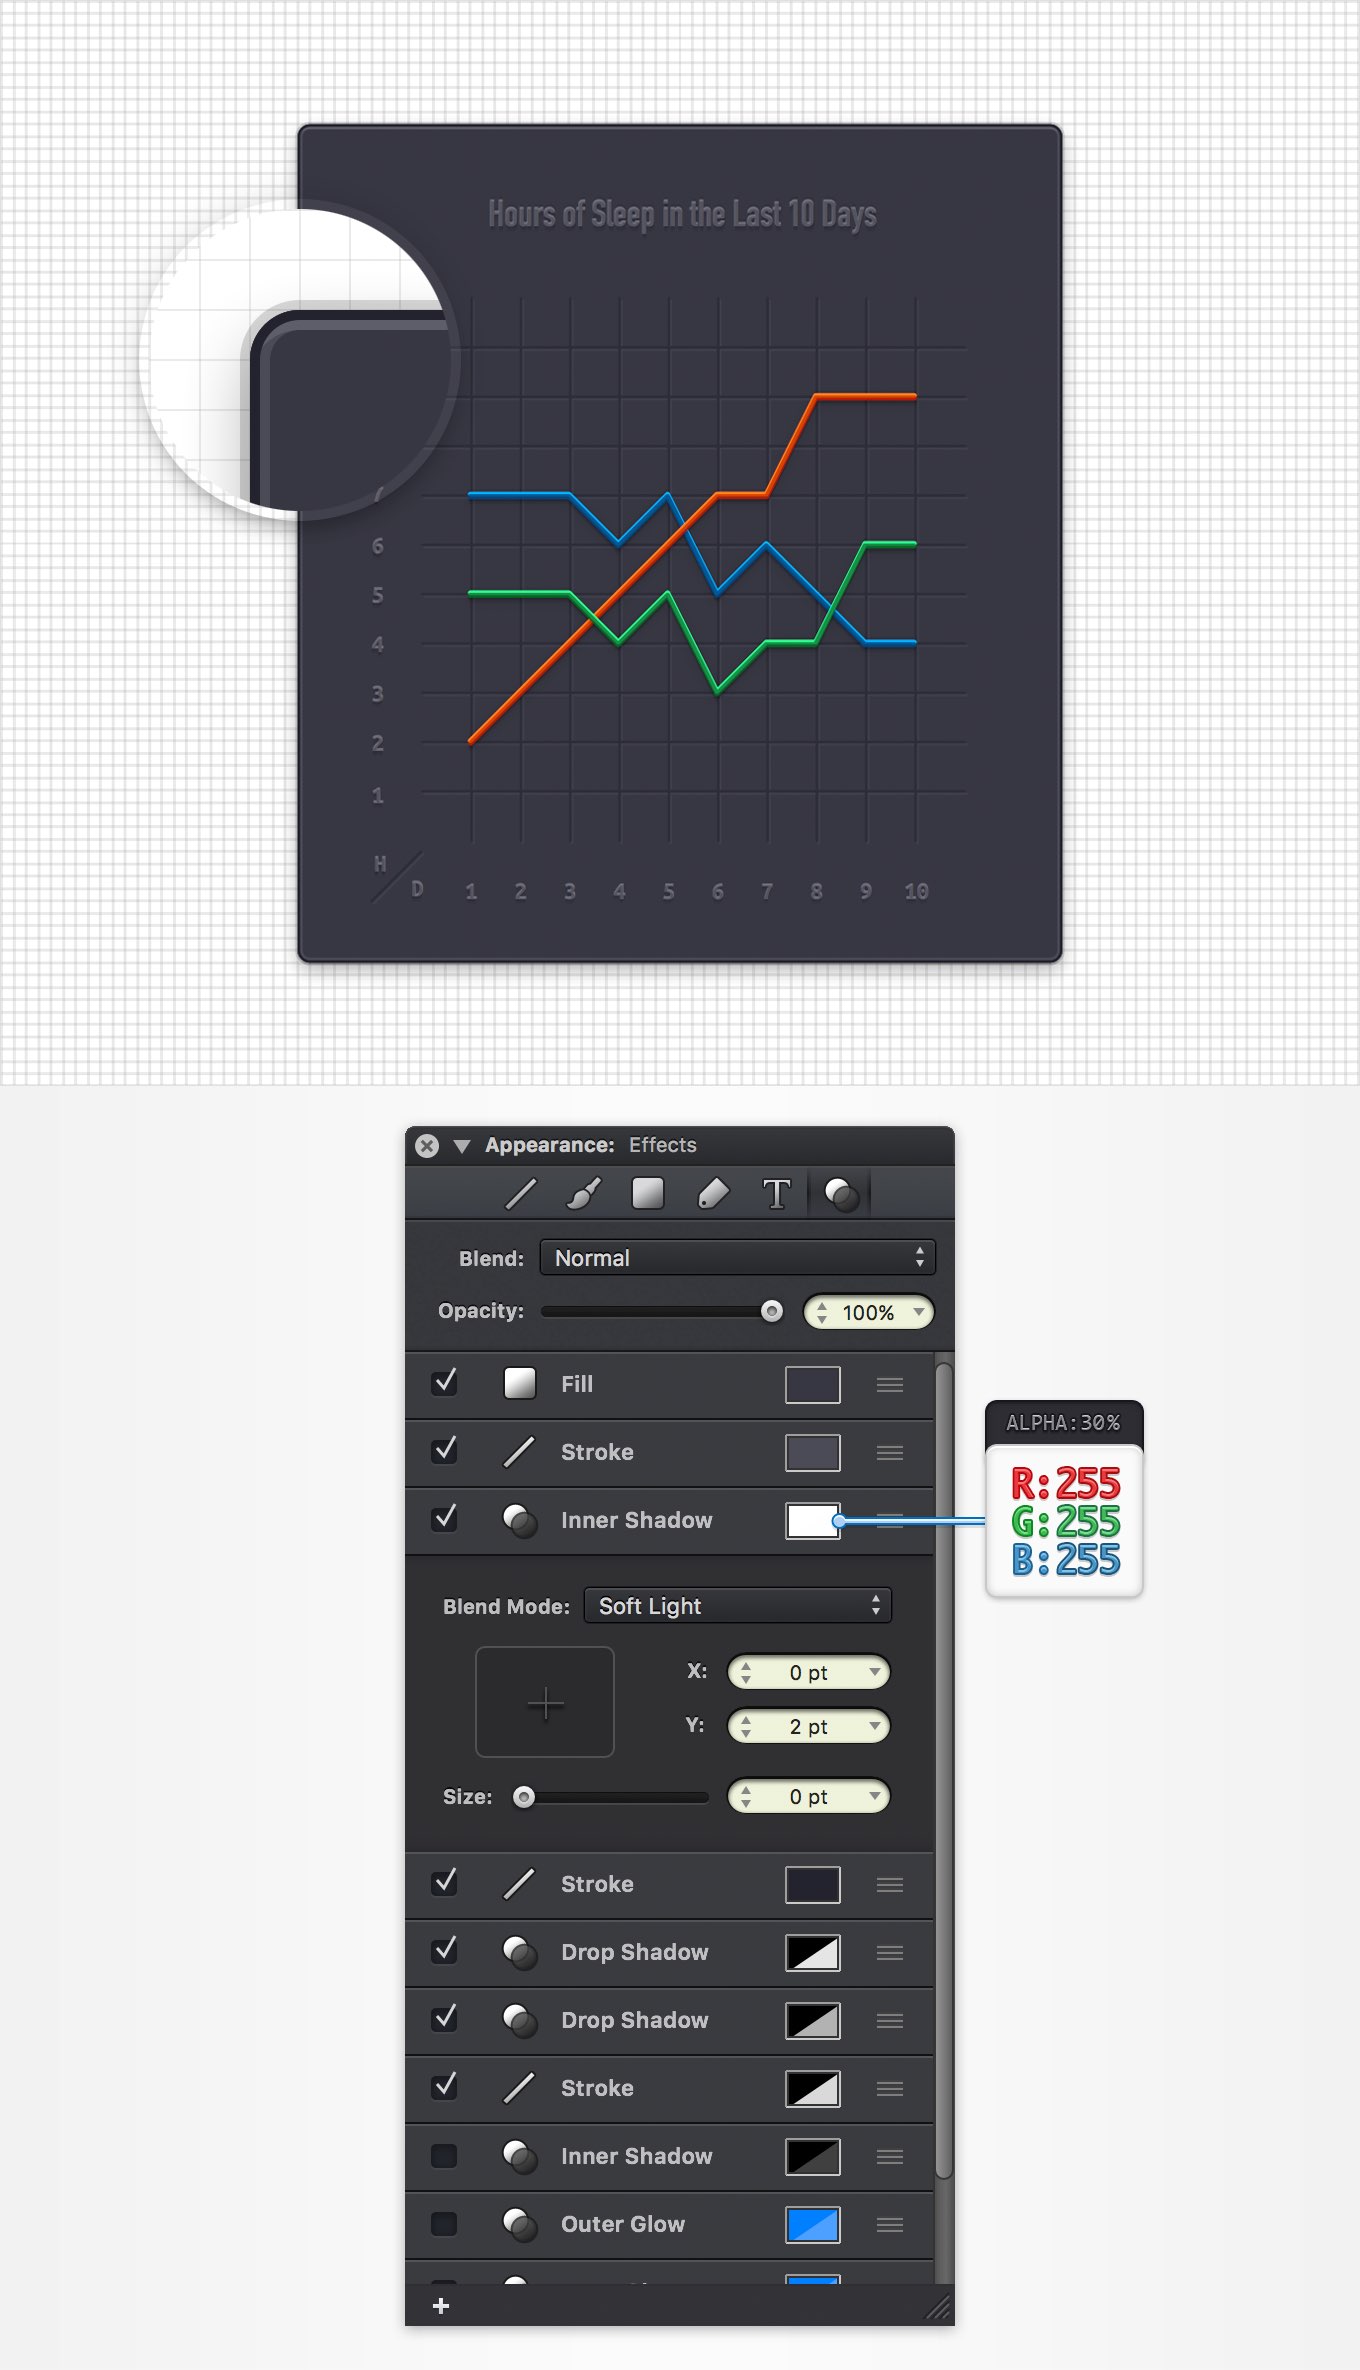 Hours of Sleep in the Last 10 Days
6
5
4
3
2
1
H
D 1 2 3 4 5 6 7 8 9 10
Appearance: Effects
T
Blend: Normal
Opacity: 100%
Fill
Stroke
ALPHA:30%
R:255
G:255
B:255
Inner Shadow
Blend Mode: Soft Light
X: 0 pt
Y: 2 pt
Size: 0 pt
Stroke
Drop Shadow
Drop Shadow
Stroke
Inner Shadow
Outer Glow